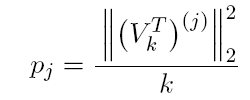 $p_j = \frac{\left\| \left(V_k^T\right)^{(j)} \right\|_2^2}{k}$